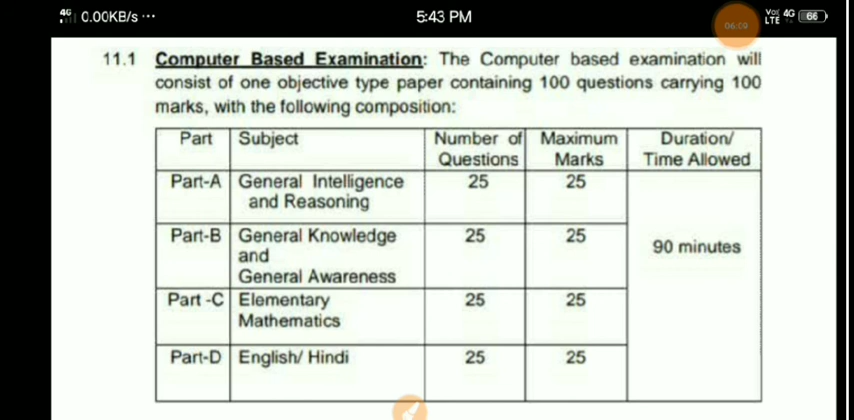 4G 0.00KB/s ··· 5:43 PM 06:09 Vo) LTE 4G 66
11.1 Computer Based Examination: The Computer based examination will
consist of one objective type paper containing 100 questions carrying 100
marks, with the following composition:
Part Subject Number of Maximum Duration/
Questions Marks Time Allowed
Part-A General Intelligence 25 25
and Reasoning
Part-B General Knowledge 25 25
and 90 minutes
General Awareness
Part -C Elementary 25 25
Mathematics
Part-D English/ Hindi 25 25